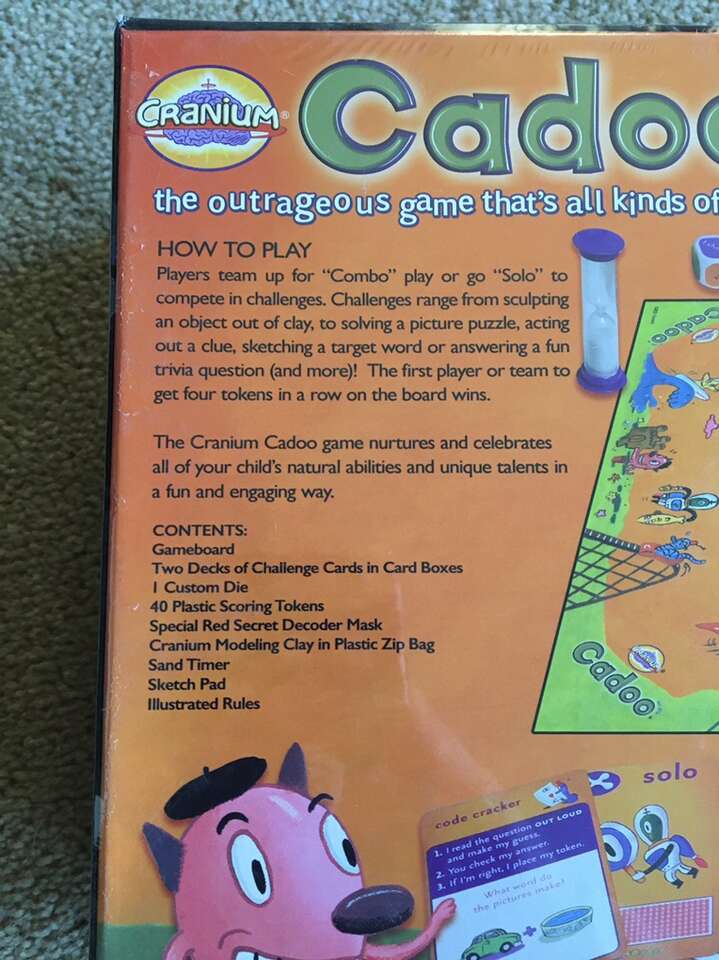 CRANIUM®
Cadoo
the outrageous game that's all kinds of
HOW TO PLAY
Players team up for "Combo" play or go "Solo" to
compete in challenges. Challenges range from sculpting
an object out of clay, to solving a picture puzzle, acting
out a clue, sketching a target word or answering a fun
trivia question (and more)! The first player or team to
get four tokens in a row on the board wins.
The Cranium Cadoo game nurtures and celebrates
all of your child's natural abilities and unique talents in
a fun and engaging way.
CONTENTS:
Gameboard
Two Decks of Challenge Cards in Card Boxes
1 Custom Die
40 Plastic Scoring Tokens
Special Red Secret Decoder Mask
Cranium Modeling Clay in Plastic Zip Bag
Sand Timer
Sketch Pad
Illustrated Rules
Cadoo
CRANIUM
Cadoo
code cracker
1. I read the question OUT LOUD
and make my guess.
2. You check my answer.
3. If I'm right, I place my token.
What word do
the pictures make?
+
solo